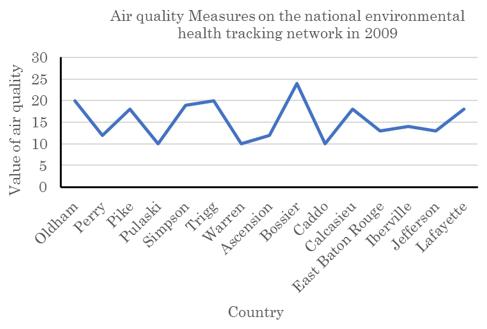 Air quality Measures on the national environmental
health tracking network in 2009
Value of air quality
30
25
20
15
10
5
0
Oldham
Perry
Pike
Pulaski
Simpson
Trigg
Warren
Ascension
Bossier
Caddo
Calcasieu
East Baton Rouge
Iberville
Jefferson
Lafayette
Country